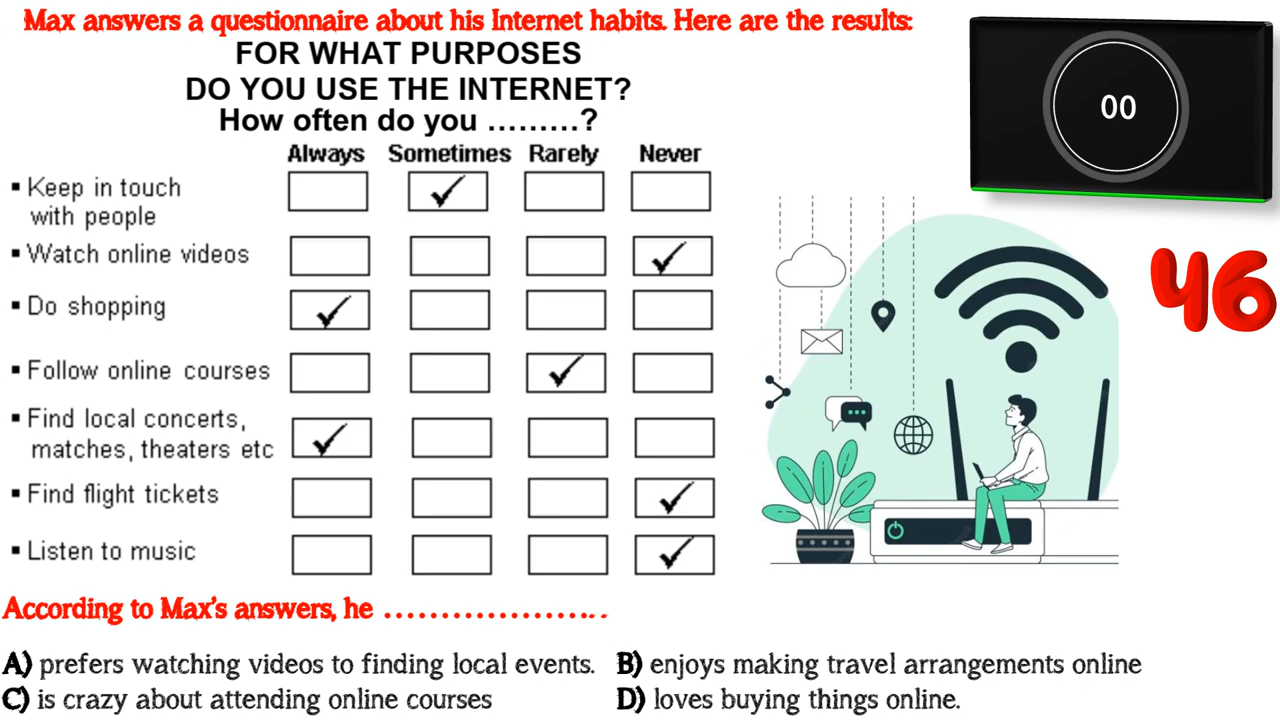 Max answers a questionnaire about his Internet habits. Here are the results:
FOR WHAT PURPOSES
DO YOU USE THE INTERNET?
How often do you .........?
00
Always Sometimes Rarely Never
▪ Keep in touch
with people
▪ Watch online videos
46
▪ Do shopping
▪ Follow online courses
▪ Find local concerts,
matches, theaters etc
▪ Find flight tickets
▪ Listen to music
According to Max's answers, he ......................
A) prefers watching videos to finding local events. B) enjoys making travel arrangements online
C) is crazy about attending online courses D) loves buying things online.